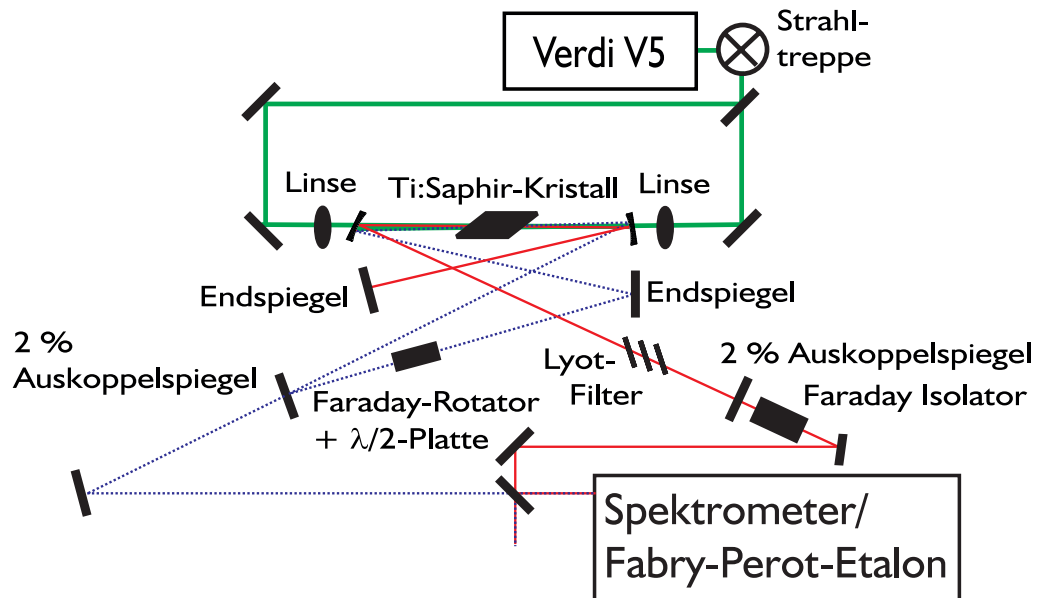 Verdi V5
Strahl-
treppe
Linse
Ti:Saphir-Kristall
Linse
Endspiegel
Endspiegel
2 %
Auskoppelspiegel
Lyot-
Filter
2 % Auskoppelspiegel
Faraday Isolator
Faraday-Rotator
+ λ/2-Platte
Spektrometer/
Fabry-Perot-Etalon